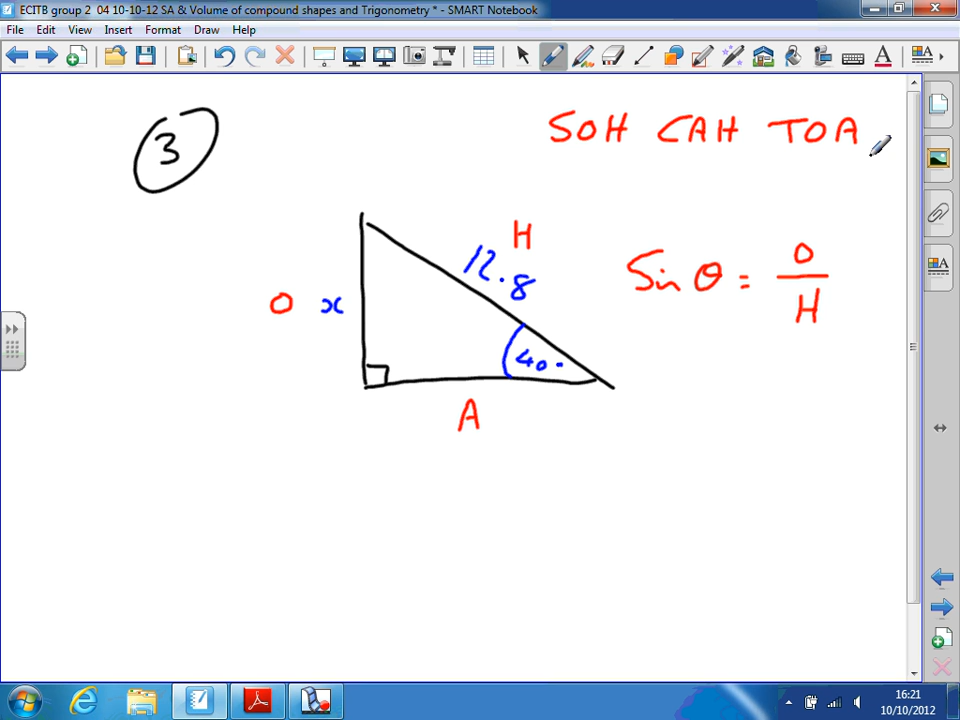 ECITB group 2 04 10-10-12 SA & Volume of compound shapes and Trigonometry * - SMART Notebook
File Edit View Insert Format Draw Help
3
SOH CAH TOA
H
12.8
Sin θ = O
H
O x
40°
A
16:21
10/10/2012